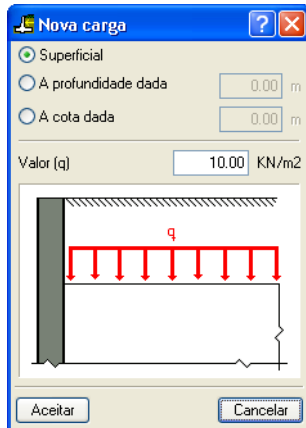 Nova carga
Superficial
A profundidade dada 0.00 m
A cota dada 0.00 m
Valor (q) 10.00 KN/m2
q
Aceitar Cancelar